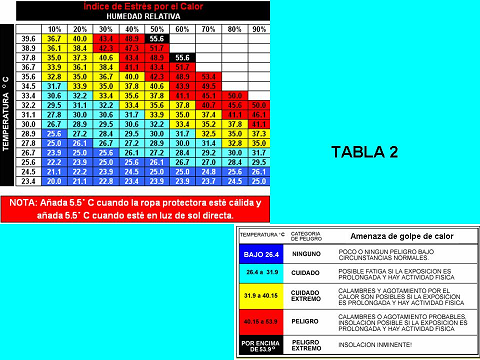 Indice de Estrés por el Calor
HUMEDAD RELATIVA
10% 20% 30% 40% 50% 60% 70% 80% 90%
TEMPERATURA º C
39.6 36.7 40.0 43.4 48.9 55.6
38.9 36.1 38.4 42.3 47.3 51.7
37.8 35.0 37.3 40.6 43.4 48.9 55.6
36.7 33.9 36.1 38.4 41.1 43.4 51.7
35.6 32.8 35.0 36.7 40.0 42.3 48.9 53.4
34.5 31.7 33.9 35.0 37.8 40.0
33.4 30.6 32.2 33.4 35.6 37.8 41.1 45.1 50.0
32.2 29.5 31.1 32.2 33.4 35.6 37.8 40.7 45.6 50.0
31.1 27.8 30.0 30.6 31.7 33.9 35.0 37.8 41.1 46.1
30.0 26.7 28.9 29.5 30.6 32.2 33.4 35.2 37.8 41.1
28.9 25.6 27.2 28.4 29.5 30.0 31.7 32.5 35.0 37.3
27.8 25.0 26.1 26.7 27.2 28.9 30.0 31.4 32.8 35.0
26.7 23.9 25.0 25.6 26.1 27.2 28.4 29.2 30.0 31.7
25.6 22.2 23.9 25.0 25.6 26.1 26.7 27.0 28.4 29.5
24.5 21.1 22.2 23.9 24.5 25.0 25.0 24.8 25.6 26.1
23.4 20.0 21.1 22.8 23.4 23.9 23.9 23.7 24.5 25.0
NOTA: Añada 5.5˚ C cuando la ropa protectora esté cálida y
añada 5.5˚ C cuando esté en luz de sol directa.
TABLA 2
TEMPERATURA °C CATEGORIA DE PELIGRO Amenaza de golpe de calor
BAJO 26.4 NINGUNO POCO O NINGUN PELIGRO BAJO
CIRCUNSTANCIAS NORMALES.
26.4 a 31.9 CUIDADO POSIBLE FATIGA SI LA EXPOSICION ES
PROLONGADA Y HAY ACTIVIDAD FISICA
31.9 a 40.15 CUIDADO EXTREMO CALAMBRES Y AGOTAMIENTO POR EL
CALOR SON POSIBLES SI LA EXPOSICION ES
PROLONGADA Y HAY ACTIVIDAD FISICA
40.15 a 53.9 PELIGRO CALAMBRES O AGOTAMIENTO PROBABLES,
INSOLACION POSIBLE SI LA EXPOSICION ES
PROLONGADA Y HAY ACTIVIDAD FISICA
POR ENCIMA DE 53.9º PELIGRO EXTREMO INSOLACION INMINENTE!